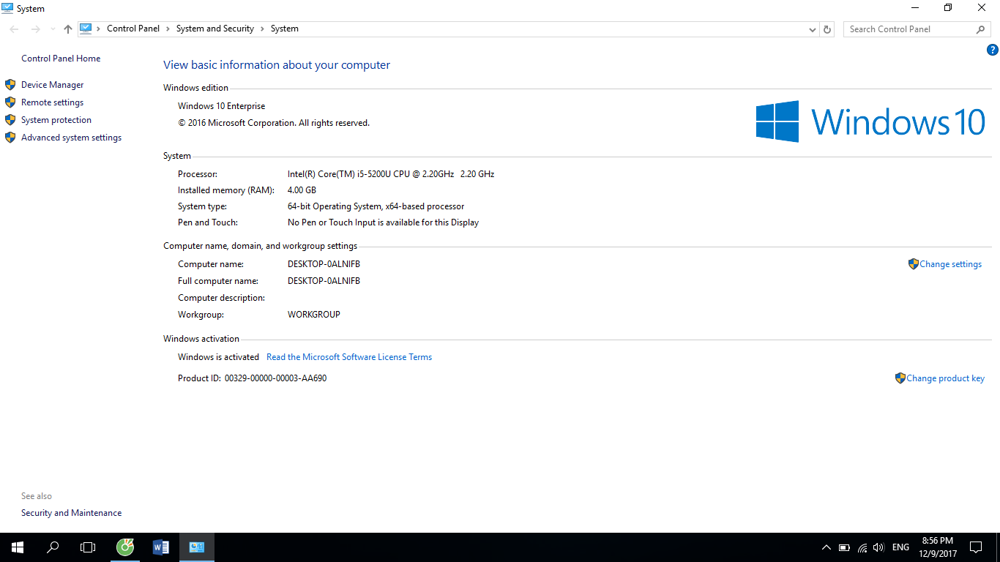 System
Control Panel > System and Security > System
Search Control Panel
?
Control Panel Home
Device Manager
Remote settings
System protection
Advanced system settings
See also
Security and Maintenance
View basic information about your computer
Windows edition
Windows 10 Enterprise
© 2016 Microsoft Corporation. All rights reserved.
Windows 10
System
Processor: Intel(R) Core(TM) i5-5200U CPU @ 2.20GHz 2.20 GHz
Installed memory (RAM): 4.00 GB
System type: 64-bit Operating System, x64-based processor
Pen and Touch: No Pen or Touch Input is available for this Display
Computer name, domain, and workgroup settings
Computer name: DESKTOP-0ALNIFB
Change settings
Full computer name: DESKTOP-0ALNIFB
Computer description:
Workgroup: WORKGROUP
Windows activation
Windows is activated Read the Microsoft Software License Terms
Product ID: 00329-00000-00003-AA690
Change product key
ENG
8:56 PM
12/9/2017